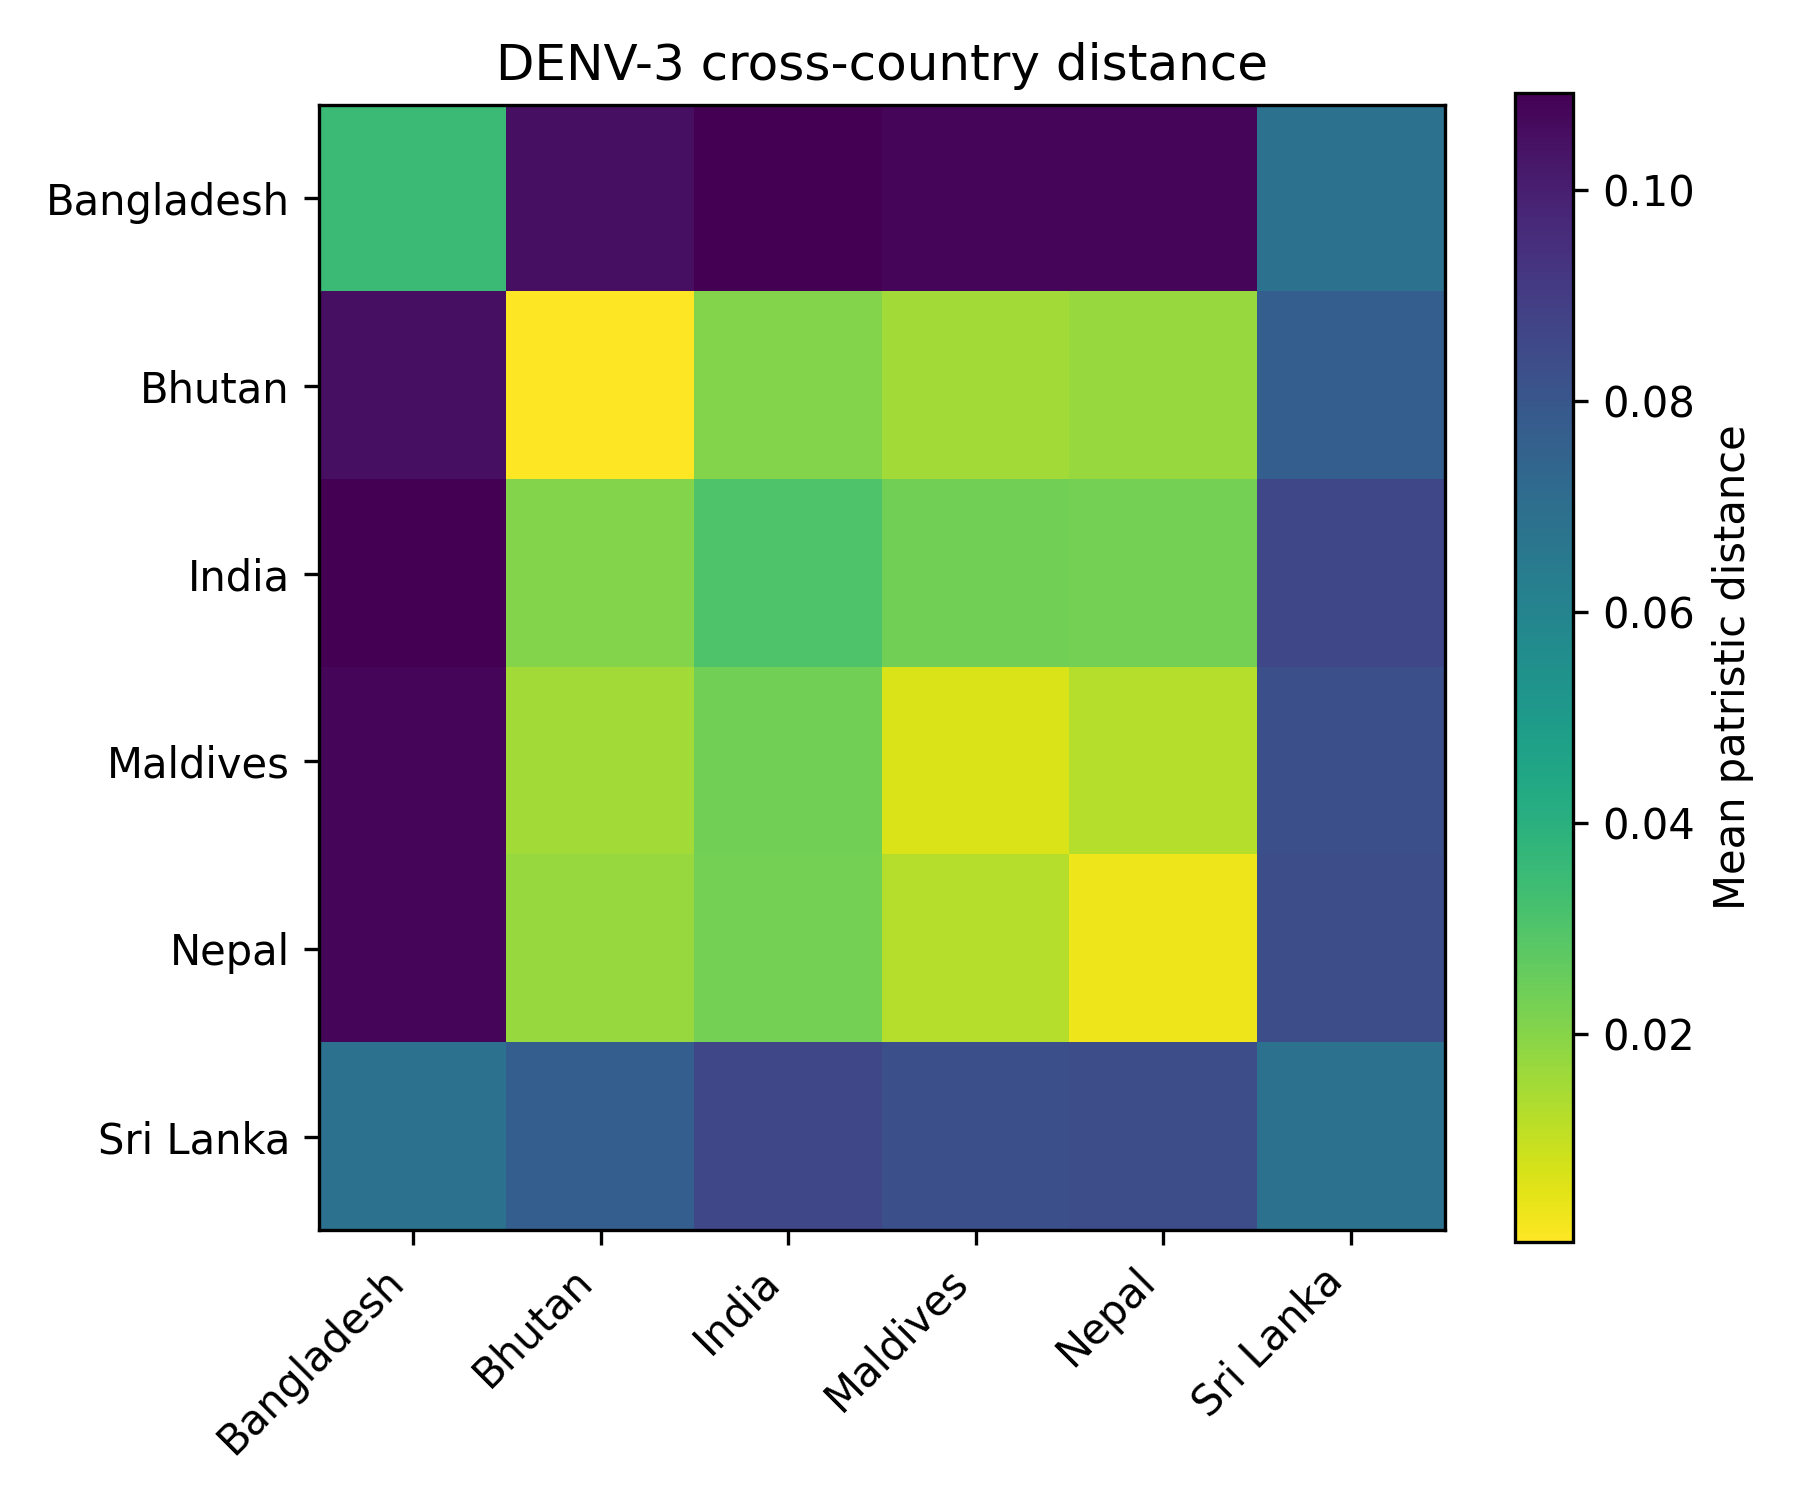 DENV-3 cross-country distance
Bangladesh
Bhutan
India
Maldives
Nepal
Sri Lanka
Bangladesh
Bhutan
India
Maldives
Nepal
Sri Lanka
0.10
0.08
0.06
0.04
0.02
Mean patristic distance